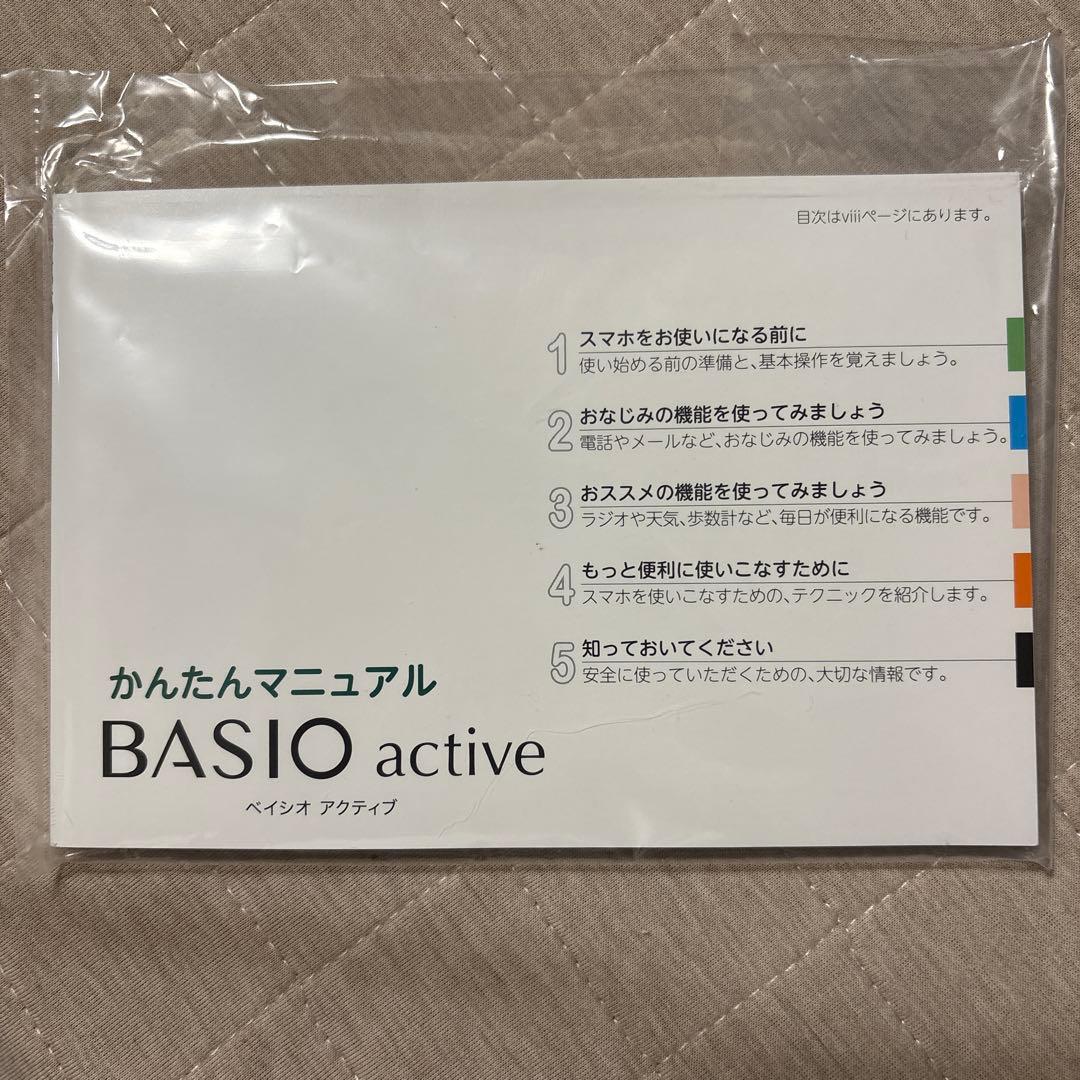 目次はviiiページにあります。
1 スマホをお使いになる前に
使い始める前の準備と、基本操作を覚えましょう。
2 おなじみの機能を使ってみましょう
電話やメールなど、おなじみの機能を使ってみましょう。
3 おススメの機能を使ってみましょう
ラジオや天気、歩数計など、毎日が便利になる機能です。
4 もっと便利に使いこなすために
スマホを使いこなすための、テクニックを紹介します。
5 知っておいてください
安全に使っていただくための、大切な情報です。
かんたんマニュアル
BASIO active
ベイシオ アクティブ